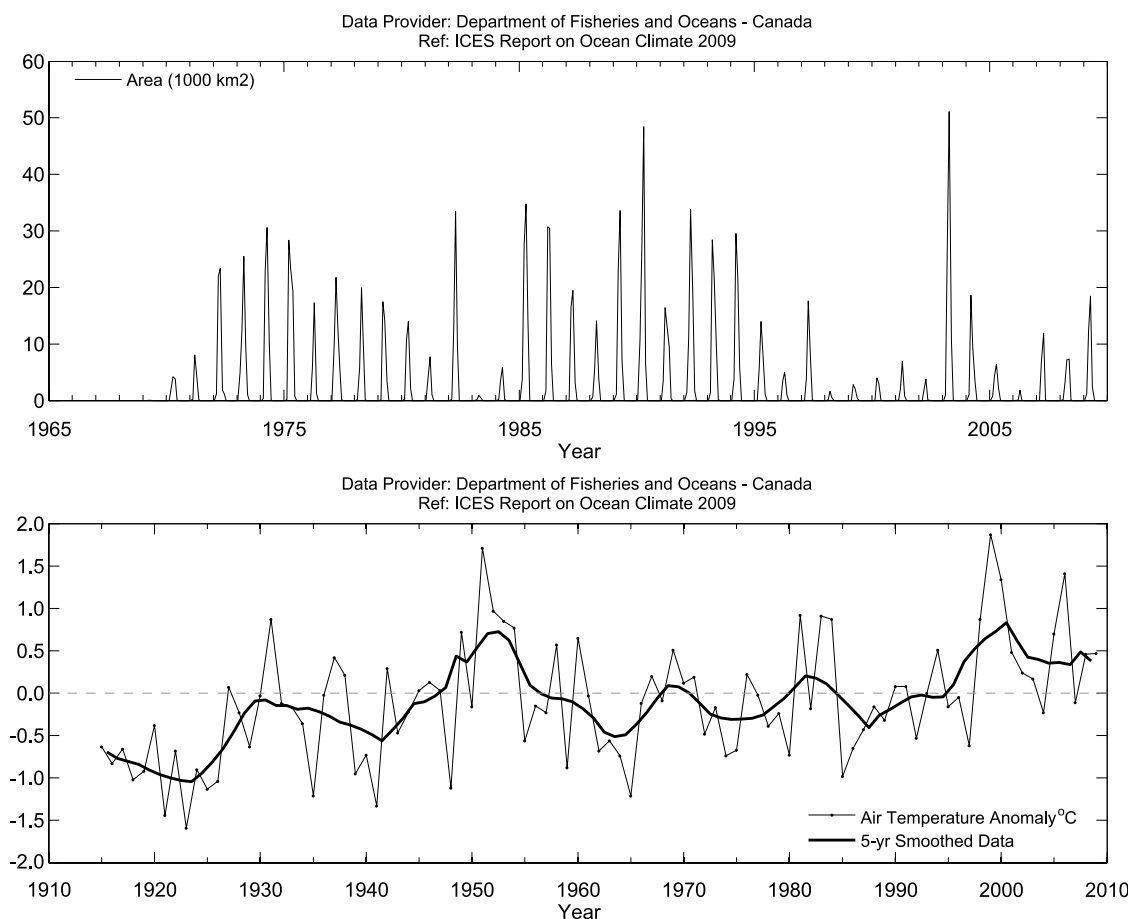 Data Provider: Department of Fisheries and Oceans - Canada
Ref: ICES Report on Ocean Climate 2009
60
Area (1000 km2)
50
40
30
20
10
0
1965 1975 1985 1995 2005
Year
Data Provider: Department of Fisheries and Oceans - Canada
Ref: ICES Report on Ocean Climate 2009
2.0
1.5
1.0
0.5
0.0
-0.5
-1.0
-1.5
Air Temperature Anomaly°C
5-yr Smoothed Data
-2.0
1910 1920 1930 1940 1950 1960 1970 1980 1990 2000 2010
Year